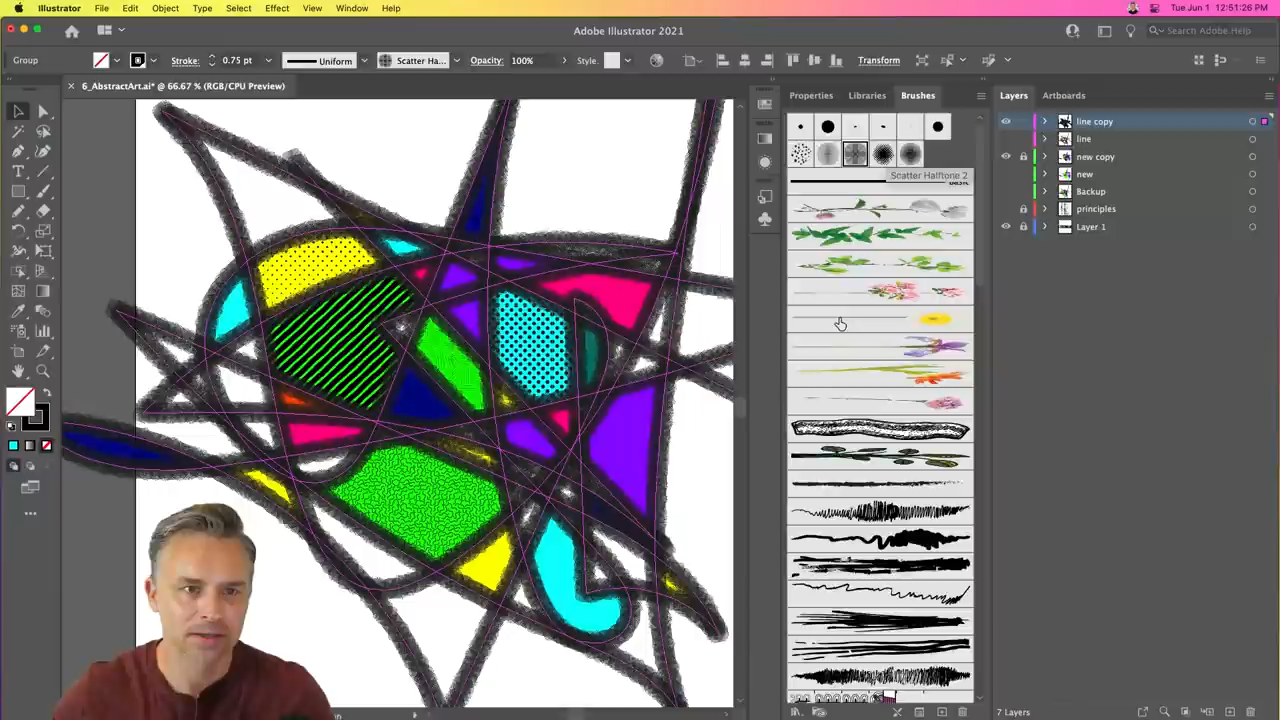 Illustrator File Edit Object Type Select Effect View Window Help
Tue Jun 1 12:51:26 PM
Adobe Illustrator 2021
Search Adobe Help
Group
Stroke: 0.75 pt
Uniform
Scatter Ha...
Opacity: 100%
Style:
Transform
6_AbstractArt.ai* @ 66.67 % (RGB/CPU Preview)
Properties Libraries Brushes
Layers Artboards
Scatter Halftone 2
line copy
line
new copy
new
Backup
principles
Layer 1
7 Layers